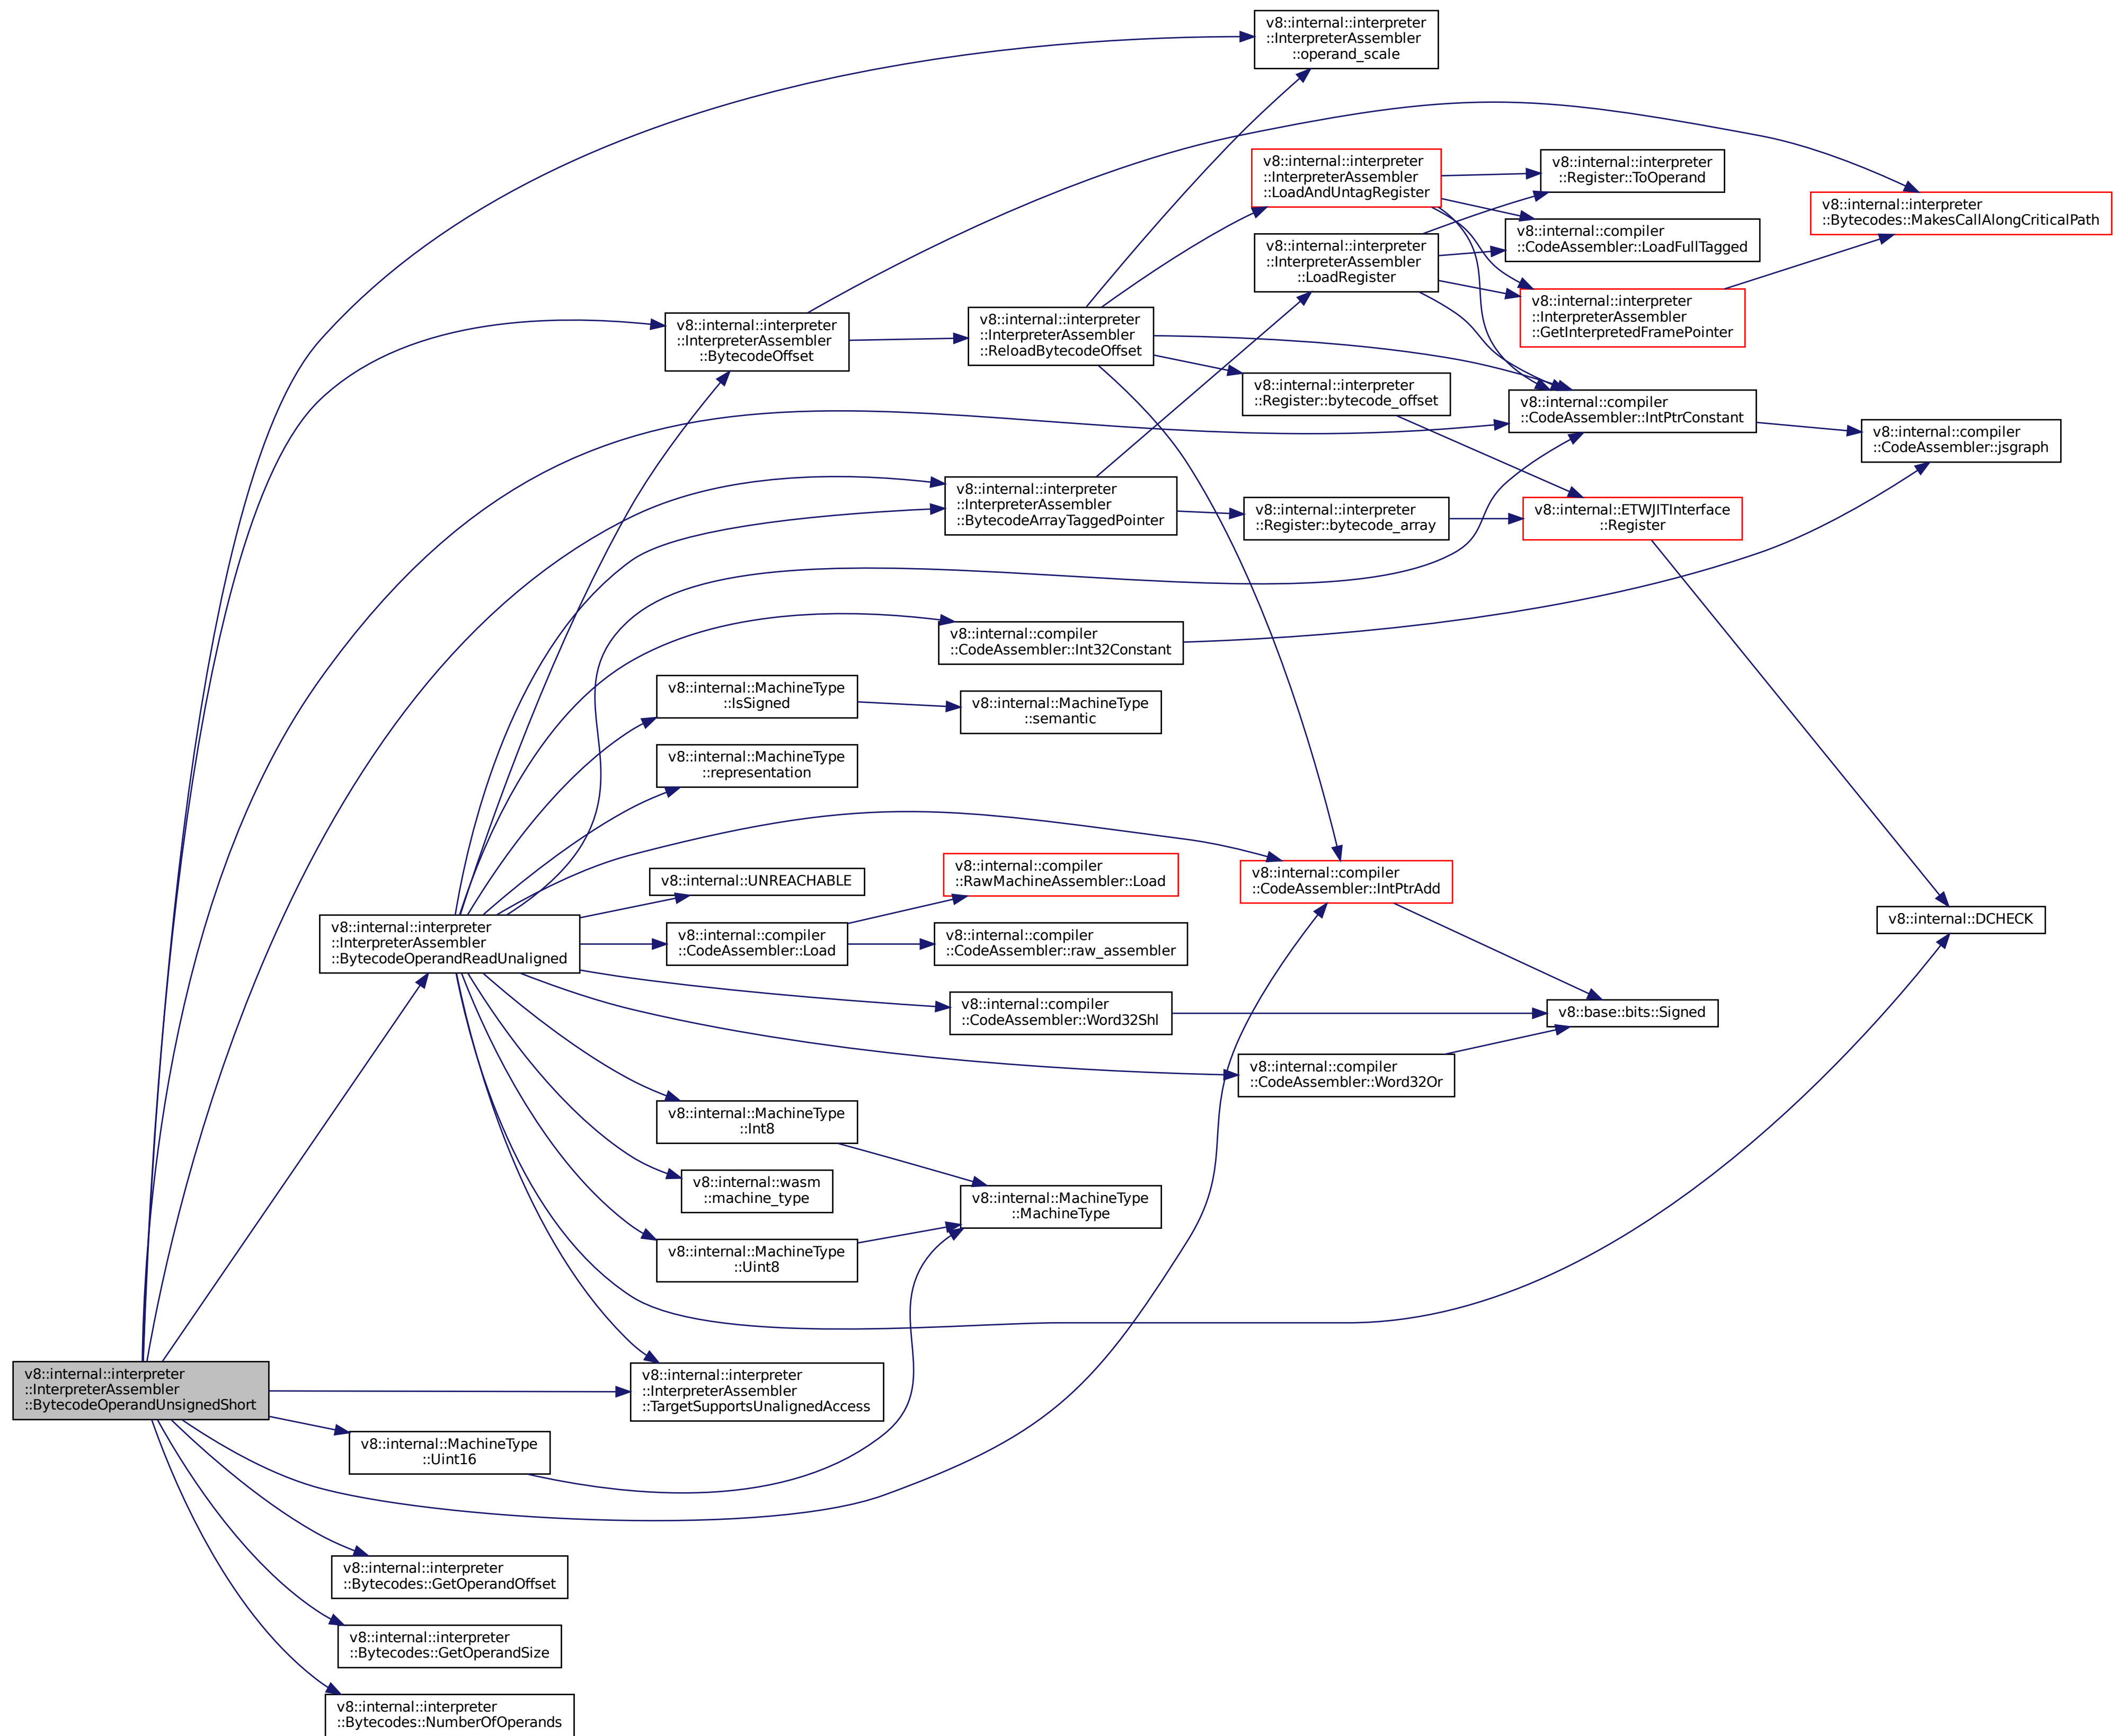 v8::internal::interpreter
::InterpreterAssembler
::operand_scale
v8::internal::interpreter
::InterpreterAssembler
::LoadAndUntagRegister
v8::internal::interpreter
::Register::ToOperand
v8::internal::interpreter
::Bytecodes::MakesCallAlongCriticalPath
v8::internal::compiler
::CodeAssembler::LoadFullTagged
v8::internal::interpreter
::InterpreterAssembler
::LoadRegister
v8::internal::interpreter
::InterpreterAssembler
::GetInterpretedFramePointer
v8::internal::interpreter
::InterpreterAssembler
::BytecodeOffset
v8::internal::interpreter
::InterpreterAssembler
::ReloadBytecodeOffset
v8::internal::interpreter
::Register::bytecode_offset
v8::internal::compiler
::CodeAssembler::IntPtrConstant
v8::internal::compiler
::CodeAssembler::jsgraph
v8::internal::interpreter
::InterpreterAssembler
::BytecodeArrayTaggedPointer
v8::internal::interpreter
::Register::bytecode_array
v8::internal::ETWJITInterface
::Register
v8::internal::compiler
::CodeAssembler::Int32Constant
v8::internal::MachineType
::IsSigned
v8::internal::MachineType
::semantic
v8::internal::MachineType
::representation
v8::internal::UNREACHABLE
v8::internal::compiler
::RawMachineAssembler::Load
v8::internal::compiler
::CodeAssembler::IntPtrAdd
v8::internal::DCHECK
v8::internal::interpreter
::InterpreterAssembler
::BytecodeOperandReadUnaligned
v8::internal::compiler
::CodeAssembler::Load
v8::internal::compiler
::CodeAssembler::raw_assembler
v8::internal::compiler
::CodeAssembler::Word32Shl
v8::base::bits::Signed
v8::internal::compiler
::CodeAssembler::Word32Or
v8::internal::MachineType
::Int8
v8::internal::wasm
::machine_type
v8::internal::MachineType
::MachineType
v8::internal::MachineType
::Uint8
v8::internal::interpreter
::InterpreterAssembler
::BytecodeOperandUnsignedShort
v8::internal::interpreter
::InterpreterAssembler
::TargetSupportsUnalignedAccess
v8::internal::MachineType
::Uint16
v8::internal::interpreter
::Bytecodes::GetOperandOffset
v8::internal::interpreter
::Bytecodes::GetOperandSize
v8::internal::interpreter
::Bytecodes::NumberOfOperands